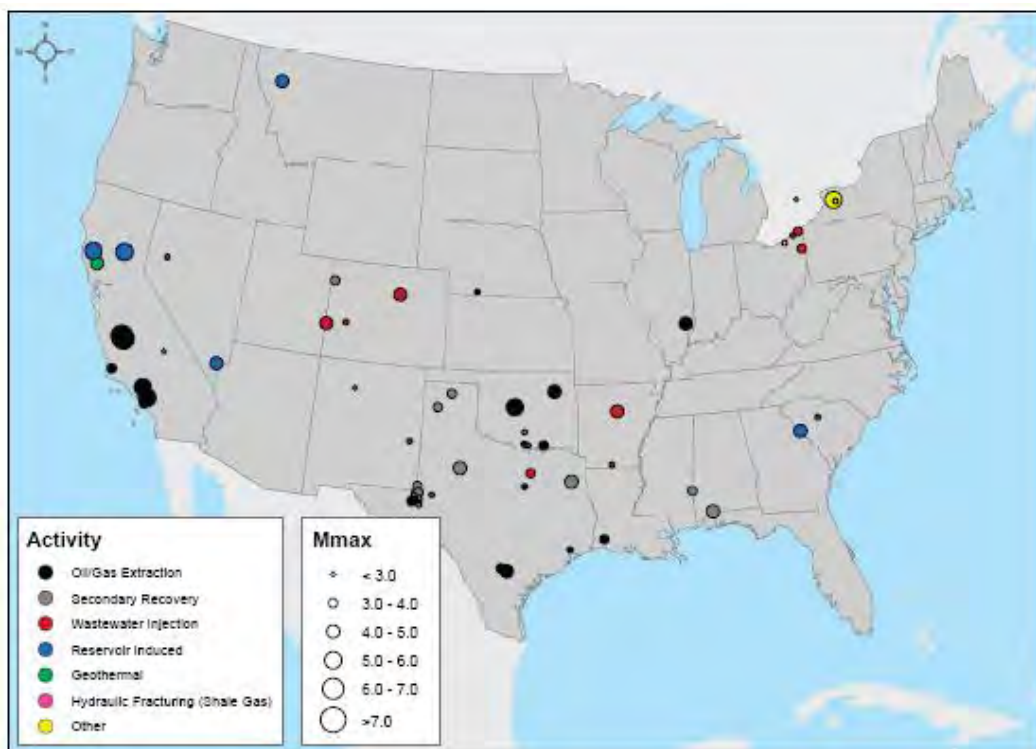 N
Activity
Oil/Gas Extraction
Secondary Recovery
Wastewater Injection
Reservoir Induced
Geothermal
Hydraulic Fracturing (Shale Gas)
Other
Mmax
< 3.0
3.0 - 4.0
4.0 - 5.0
5.0 - 6.0
6.0 - 7.0
>7.0